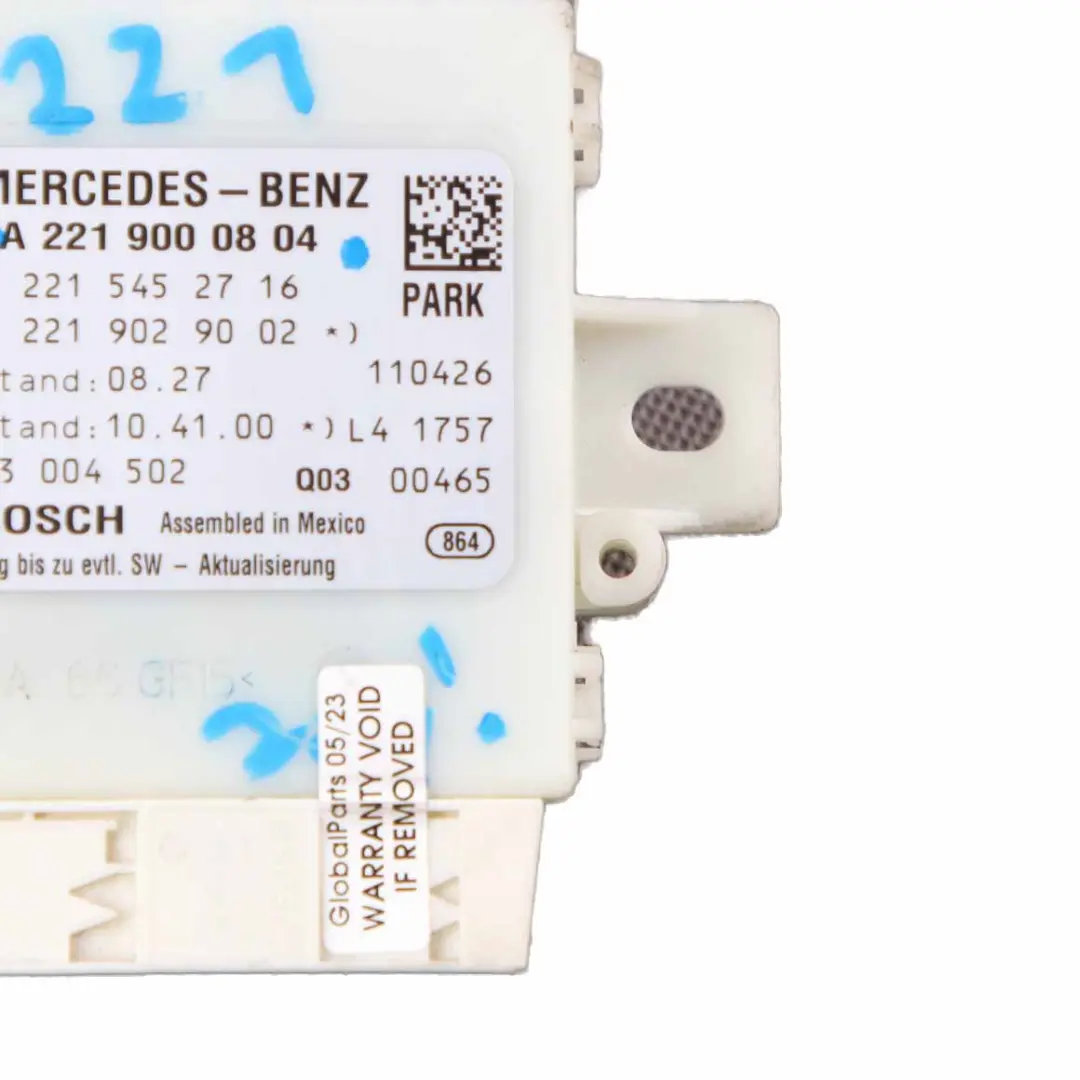 221
MERCEDES – BENZ
A 221 900 08 04
221 545 27 16
221 902 90 02 *)
PARK
tand: 08.27 110426
tand: 10.41.00 *) L4 1757
3 004 502 Q03 00465
OSCH Assembled in Mexico
864
g bis zu evtl. SW – Aktualisierung
GlobalParts 05/23
WARRANTY VOID
IF REMOVED